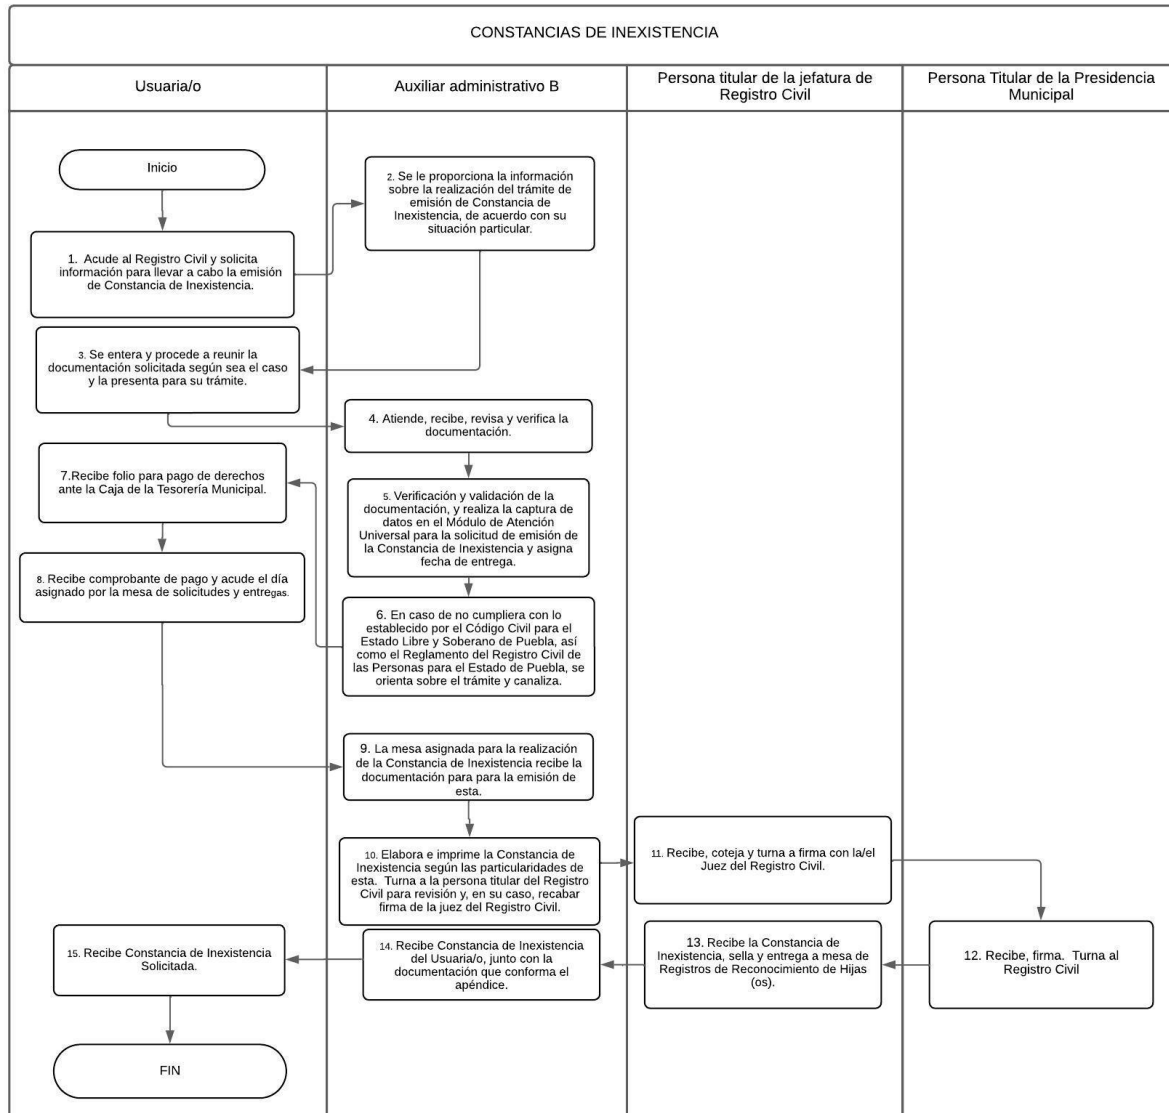 CONSTANCIAS DE INEXISTENCIA
Usuaria/o
Auxiliar administrativo B
Persona titular de la jefatura de
Registro Civil
Persona Titular de la Presidencia
Municipal
Inicio
1. Acude al Registro Civil y solicita
información para llevar a cabo la emisión
de Constancia de Inexistencia.
2. Se le proporciona la información
sobre la realización del trámite de
emisión de Constancia de
Inexistencia, de acuerdo con su
situación particular.
3. Se entera y procede a reunir la
documentación solicitada según sea el caso
y la presenta para su trámite.
4. Atiende, recibe, revisa y verifica la
documentación.
5. Verificación y validación de la
documentación, y realiza la captura de
datos en el Módulo de Atención
Universal para la solicitud de emisión de
la Constancia de Inexistencia y asigna
fecha de entrega.
6. En caso de no cumpliera con lo
establecido por el Código Civil para el
Estado Libre y Soberano de Puebla, así
como el Reglamento del Registro Civil de
las Personas para el Estado de Puebla, se
orienta sobre el trámite y canaliza.
7.Recibe folio para pago de derechos
ante la Caja de la Tesorería Municipal.
8. Recibe comprobante de pago y acude el día
asignado por la mesa de solicitudes y entregas.
9. La mesa asignada para la realización
de la Constancia de Inexistencia recibe la
documentación para para la emisión de
esta.
10. Elabora e imprime la Constancia de
Inexistencia según las particularidades de
esta. Turna a la persona titular del Registro
Civil para revisión y, en su caso, recabar
firma de la juez del Registro Civil.
11. Recibe, coteja y turna a firma con la/el
Juez del Registro Civil.
12. Recibe, firma. Turna al
Registro Civil
13. Recibe la Constancia de
Inexistencia, sella y entrega a mesa de
Registros de Reconocimiento de Hijas
(os).
14. Recibe Constancia de Inexistencia
del Usuaria/o, junto con la
documentación que conforma el
apéndice.
15. Recibe Constancia de Inexistencia
Solicitada.
FIN